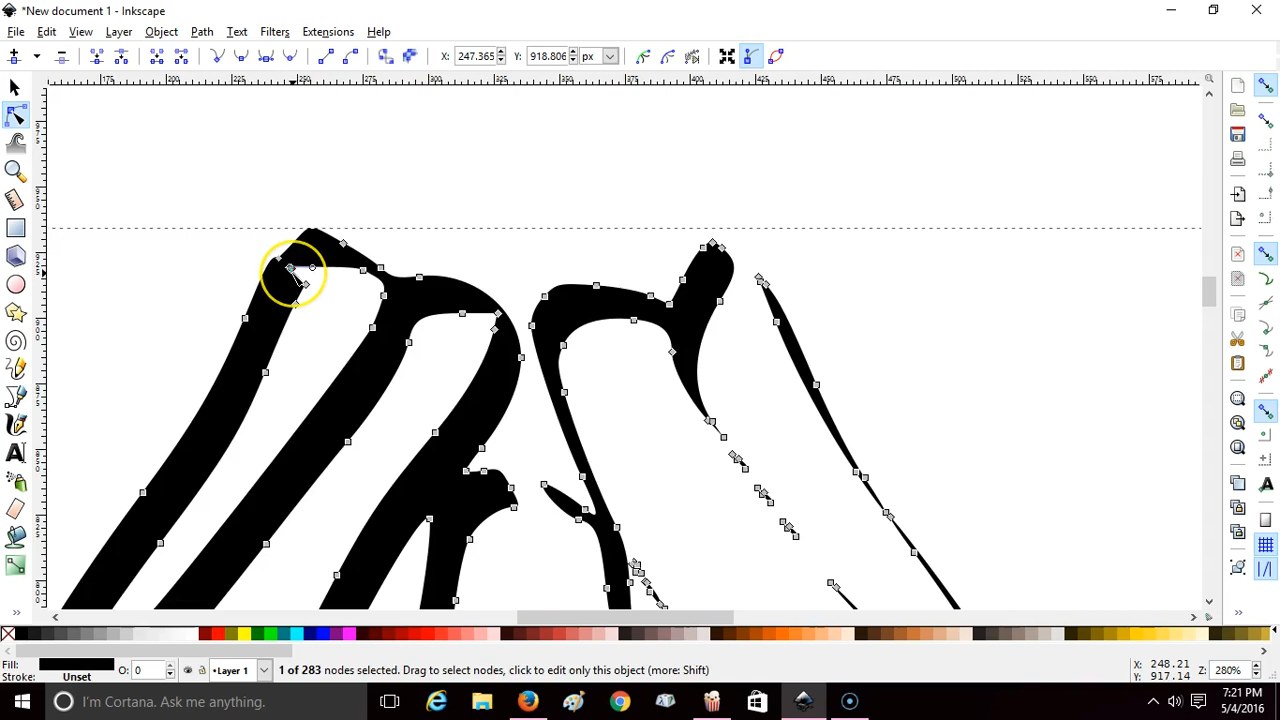 *New document 1 - Inkscape
File Edit View Layer Object Path Text Filters Extensions Help
X: 247.365 Y: 918.806 px
Fill:
Stroke: Unset O: 0 •Layer 1 1 of 283 nodes selected. Drag to select nodes, click to edit only this object (more: Shift) X: 248.21 Y: 917.14 Z: 280%
I'm Cortana. Ask me anything. 7:21 PM
5/4/2016